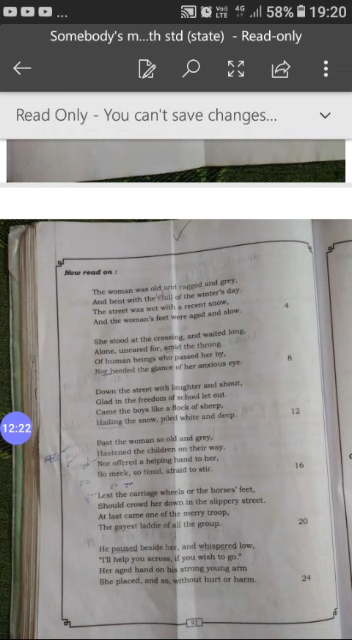 Vo))
LTE
4G
58%
19:20
Somebody's m...th std (state) - Read-only
Read Only - You can't save changes...
Now read on :
The woman was old and ragged and grey,
And bent with the chill of the winter's day.
The street was wet with a recent snow,
And the woman's feet were aged and slow.
4
She stood at the crossing, and waited long,
Alone, uncared for, amid the throng
Of human beings who passed her by,
Nor heeded the glance of her anxious eye.
8
Down the street with laughter and shout,
Glad in the freedom of school let out
Came the boys like a flock of sheep,
Hailing the snow, piled white and deep.
12
12:22
Past the woman so old and grey,
Hastened the children on their way.
Nor offered a helping hand to her,
So meek, so timid, afraid to stir.
16
Lest the carriage wheels or the horses' feet,
Should crowd her down in the slippery street.
At last came one of the merry troop,
The gayest laddie of all the group.
20
He paused beside her, and whispered low,
"I'll help you across, if you wish to go."
Her aged hand on his strong young arm
She placed, and so, without hurt or harm.
24